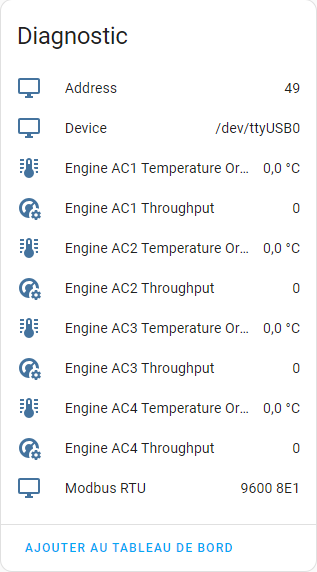 Diagnostic
Address 49
Device /dev/ttyUSB0
Engine AC1 Temperature Or... 0,0 °C
Engine AC1 Throughput 0
Engine AC2 Temperature Or... 0,0 °C
Engine AC2 Throughput 0
Engine AC3 Temperature Or... 0,0 °C
Engine AC3 Throughput 0
Engine AC4 Temperature Or... 0,0 °C
Engine AC4 Throughput 0
Modbus RTU 9600 8E1
AJOUTER AU TABLEAU DE BORD